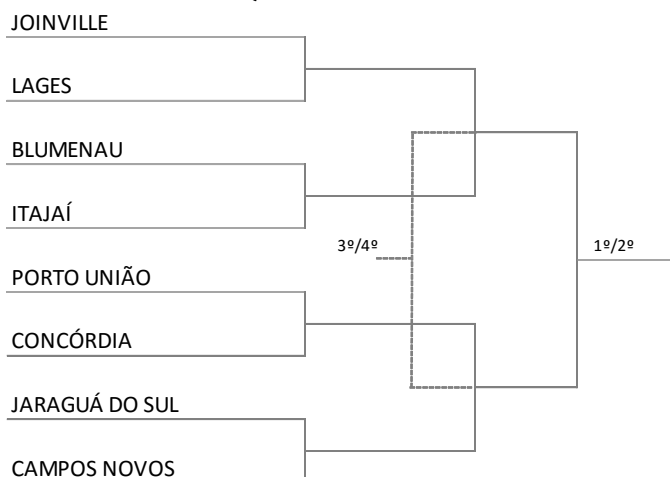 JOINVILLE
LAGES
BLUMENAU
ITAJAÍ
3º/4º
1º/2º
PORTO UNIÃO
CONCÓRDIA
JARAGUÁ DO SUL
CAMPOS NOVOS